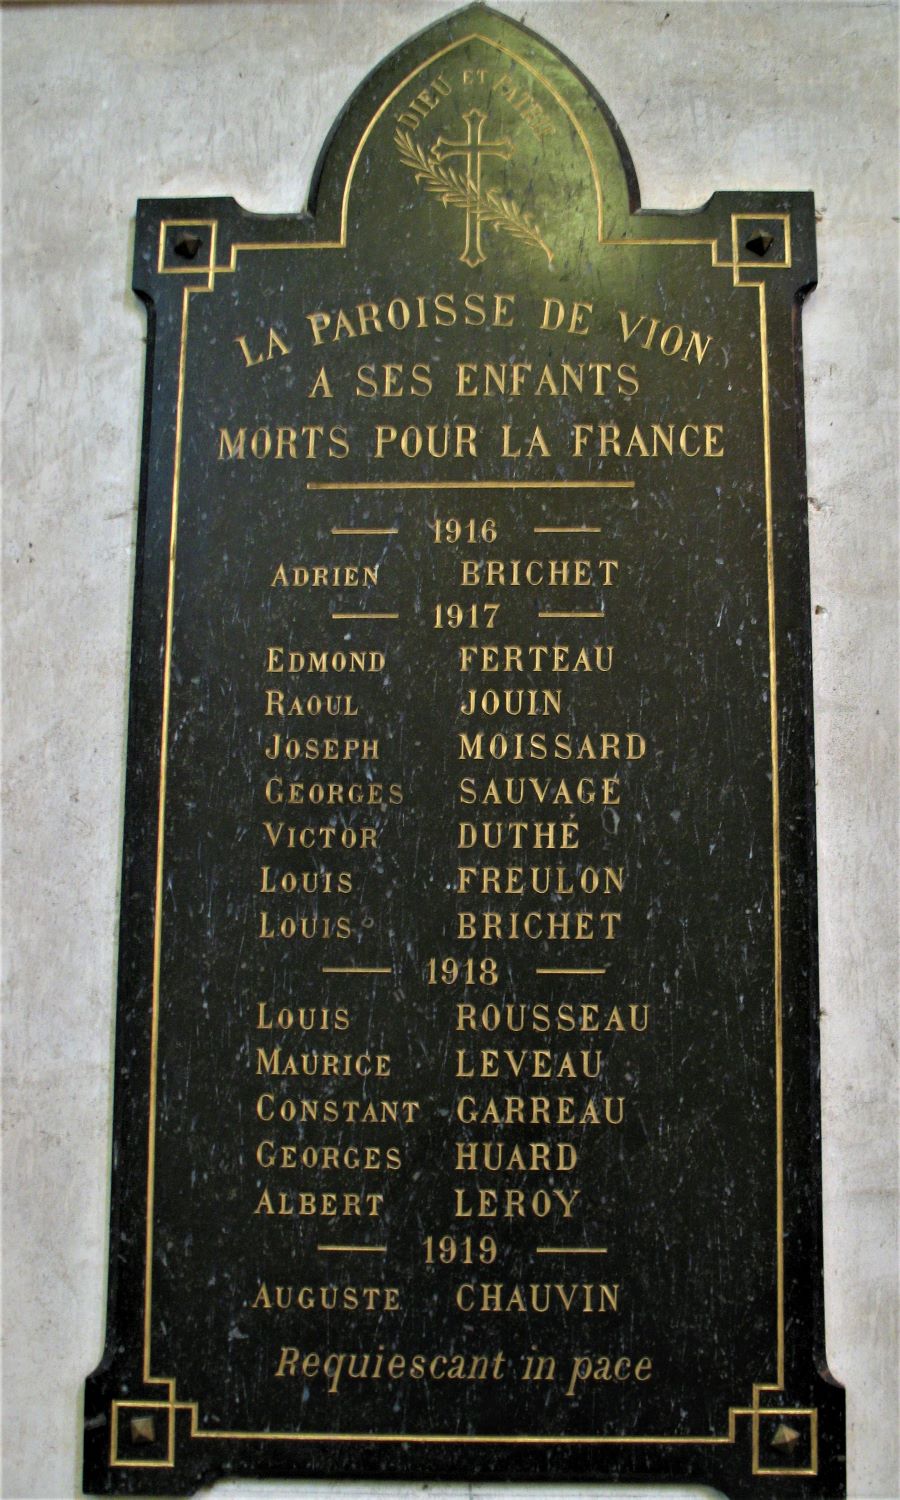 DIEU ET PATRIE
LA PAROISSE DE VION
A SES ENFANTS
MORTS POUR LA FRANCE
1916
ADRIEN BRICHET
1917
EDMOND FERTEAU
RAOUL JOUIN
JOSEPH MOISSARD
GEORGES SAUVAGE
VICTOR DUTHÉ
LOUIS FREULON
LOUIS BRICHET
1918
LOUIS ROUSSEAU
MAURICE LEVEAU
CONSTANT GARREAU
GEORGES HUARD
ALBERT LEROY
1919
AUGUSTE CHAUVIN
Requiescant in pace